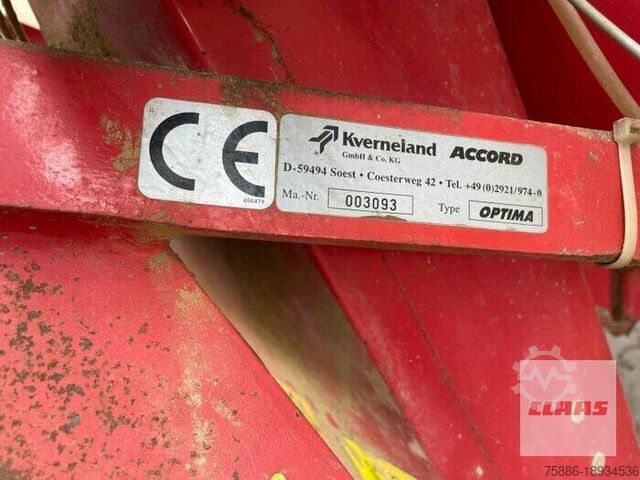 CE
495479
Kverneland ACCORD
GmbH & Co. KG
D-59494 Soest • Coesterweg 42 • Tel. +49 (0)2921/974-0
Ma.-Nr. 003093 Type OPTIMA
CLAAS
75886-18934536